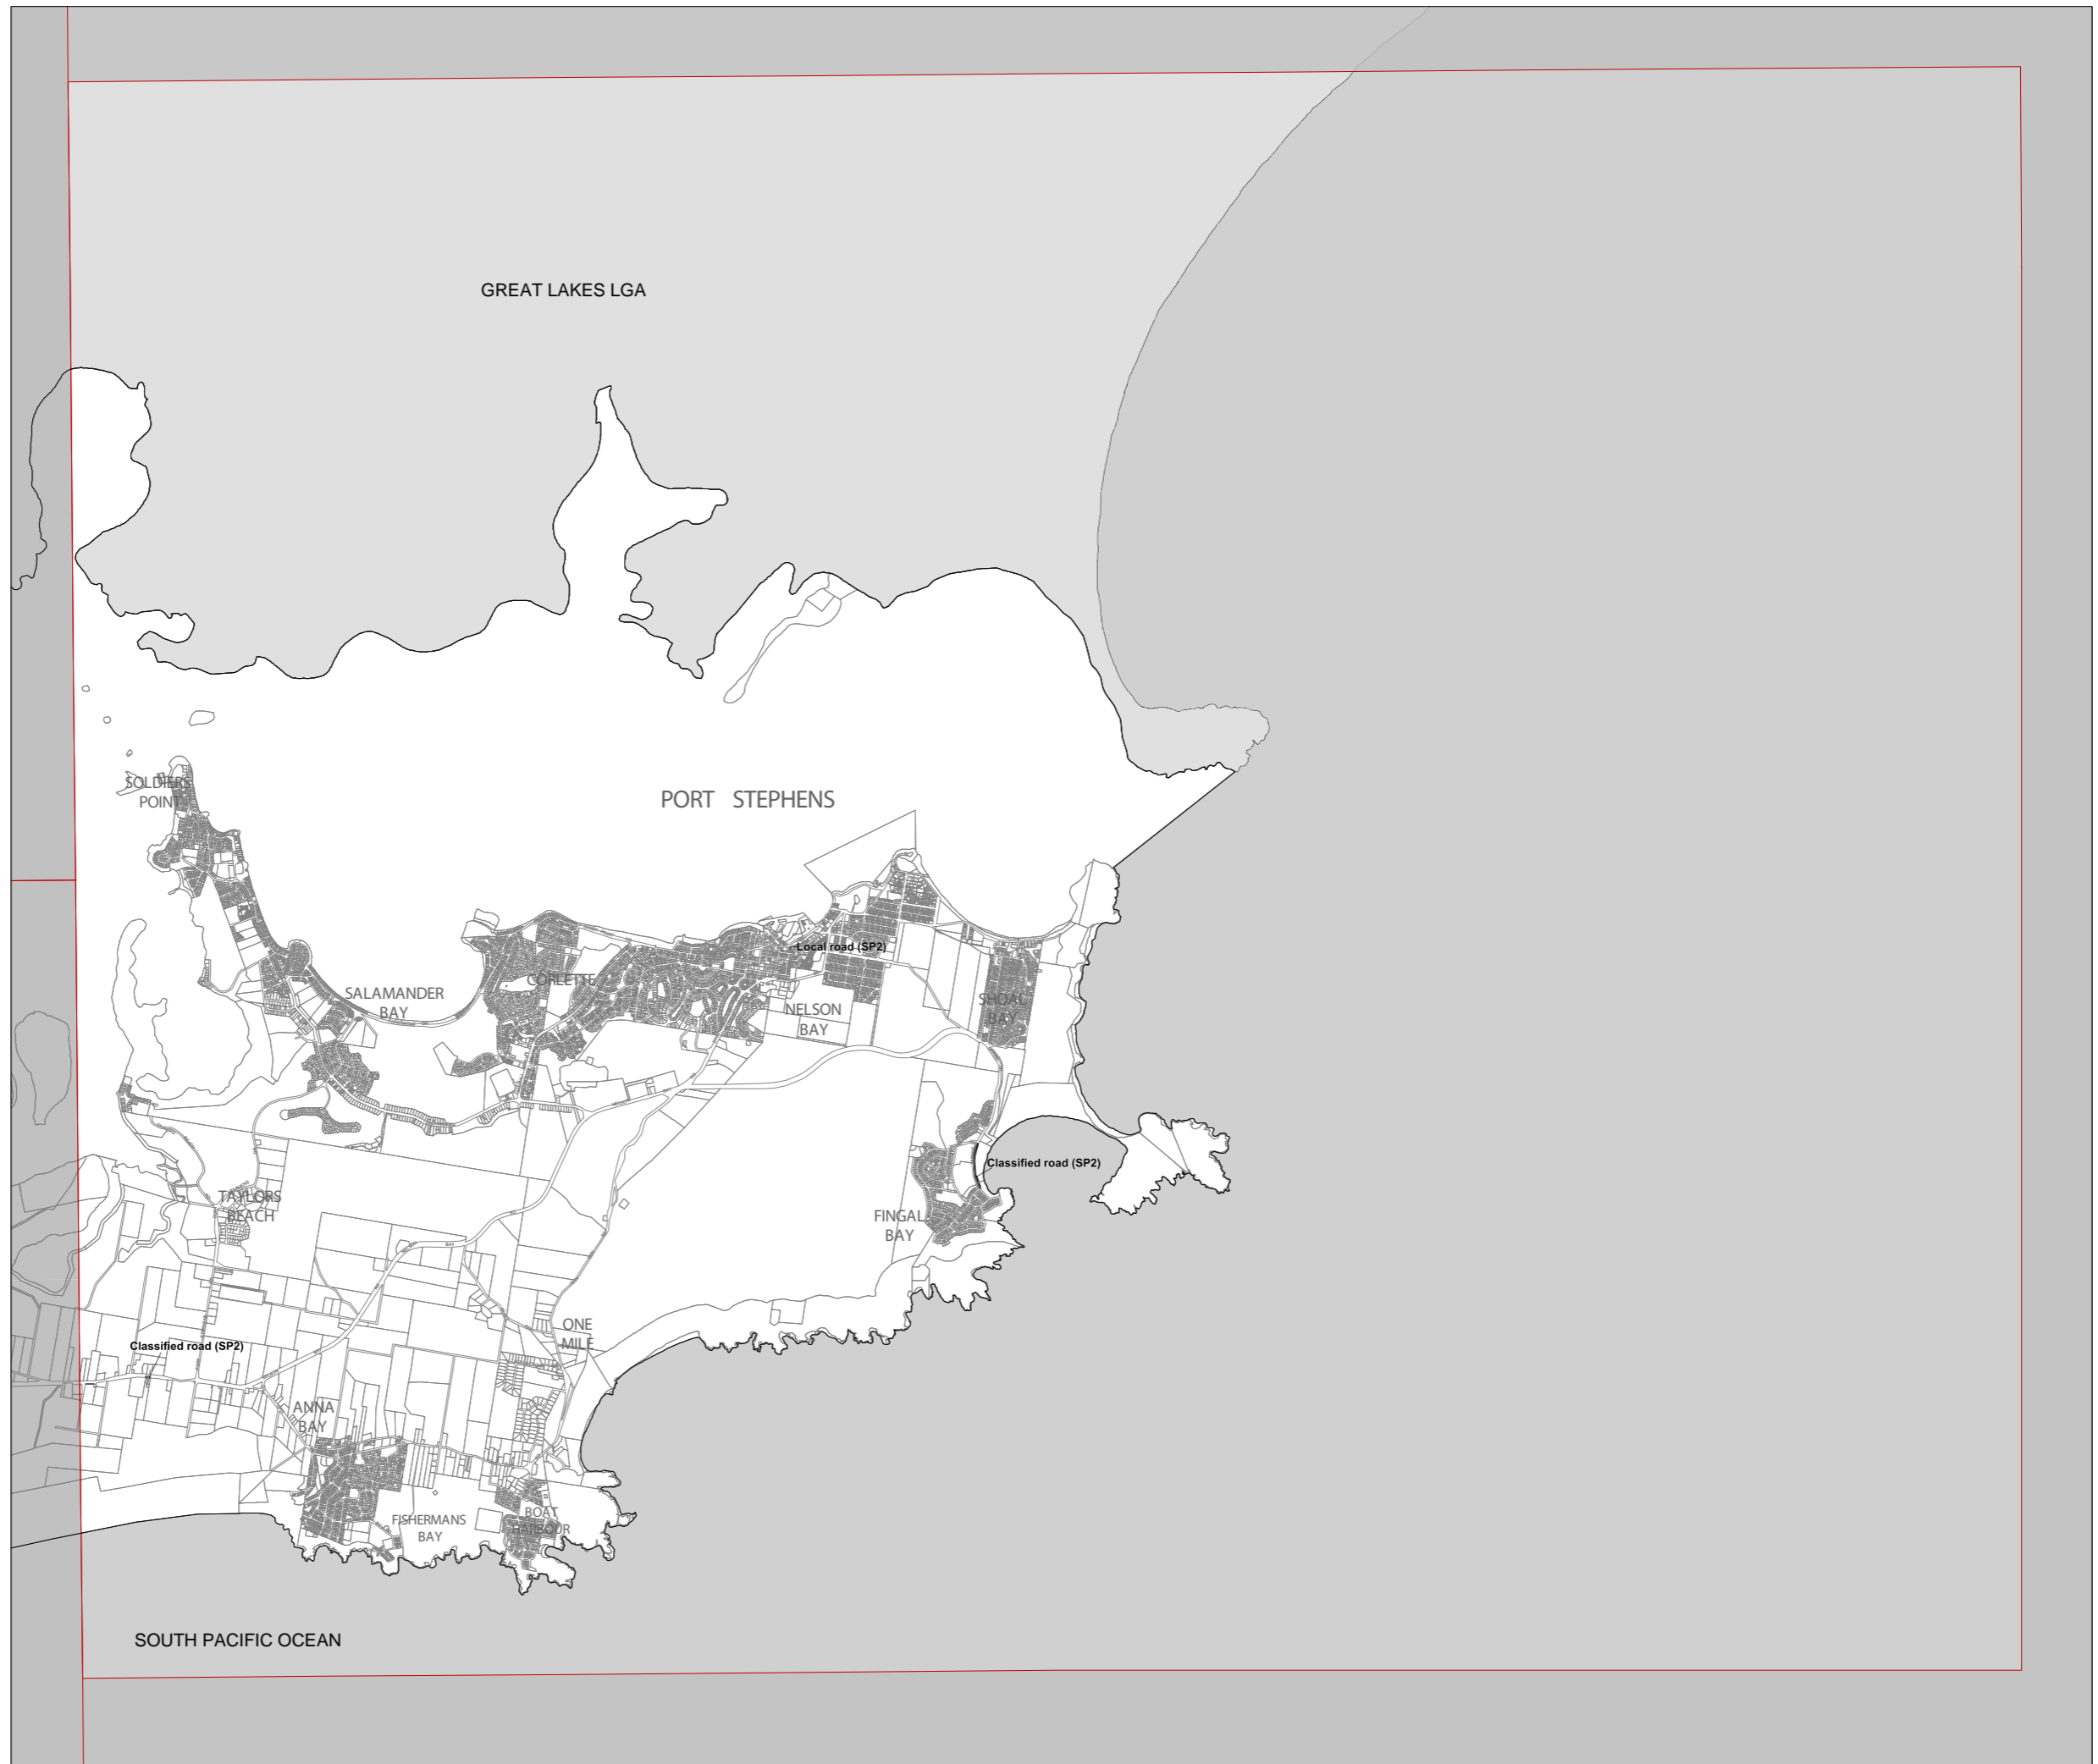 GREAT LAKES LGA
SOLDIERS
POINT
PORT STEPHENS
Local road (SP2)
CORLETTE
SALAMANDER
BAY
NELSON
BAY
SHOAL
BAY
Classified road (SP2)
TAYLORS
BEACH
FINGAL
BAY
ONE
MILE
Classified road (SP2)
ANNA
BAY
FISHERMANS
BAY
BOAT
HARBOUR
SOUTH PACIFIC OCEAN